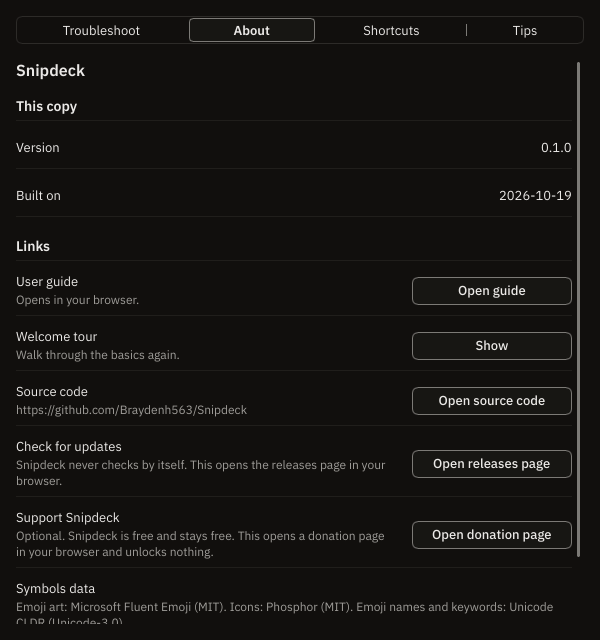 Troubleshoot About Shortcuts Tips
Snipdeck
This copy
Version 0.1.0
Built on 2026-10-19
Links
User guide
Opens in your browser.
Open guide
Welcome tour
Walk through the basics again.
Show
Source code
https://github.com/Braydenh563/Snipdeck
Open source code
Check for updates
Snipdeck never checks by itself. This opens the releases page in your
browser.
Open releases page
Support Snipdeck
Optional. Snipdeck is free and stays free. This opens a donation page
in your browser and unlocks nothing.
Open donation page
Symbols data
Emoji art: Microsoft Fluent Emoji (MIT). Icons: Phosphor (MIT). Emoji names and keywords: Unicode
CLDR (Unicode-3.0)